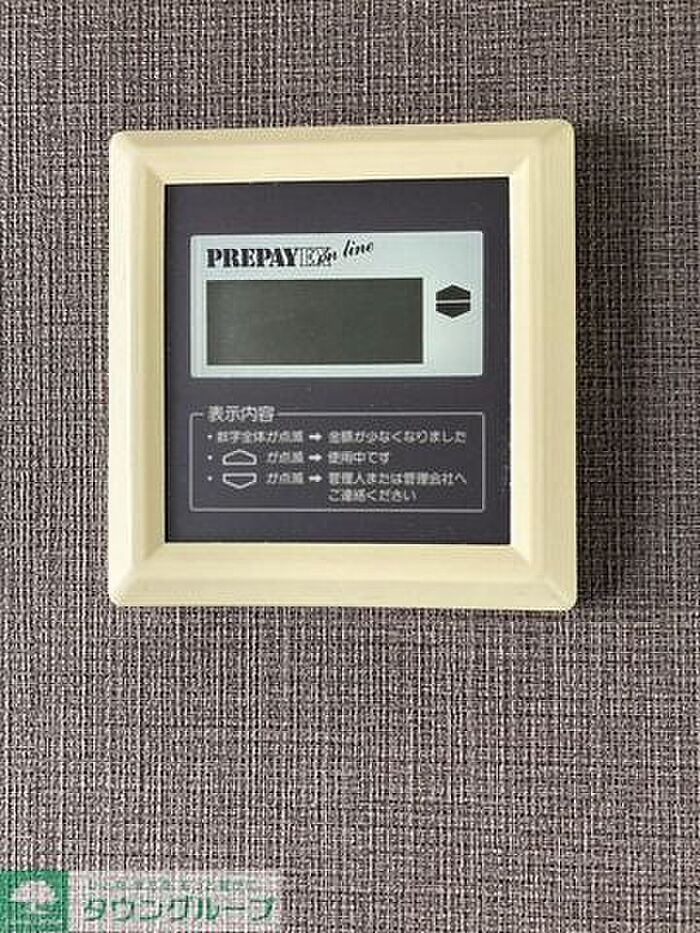 PREPAYEX on line
表示内容
・数字全体が点滅 ➡ 金額が少なくなりました
・ が点滅 ➡ 使用中です
・ が点滅 ➡ 管理人または管理会社へ
ご連絡ください
タウングループ